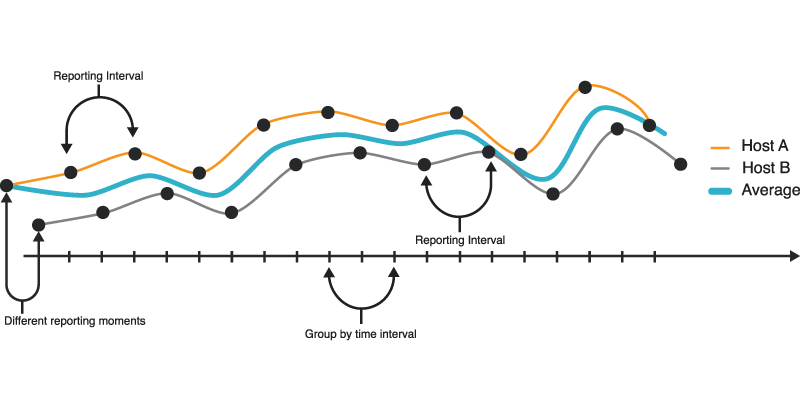 Reporting Interval
Host A
Host B
Average
Reporting Interval
Different reporting moments
Group by time interval